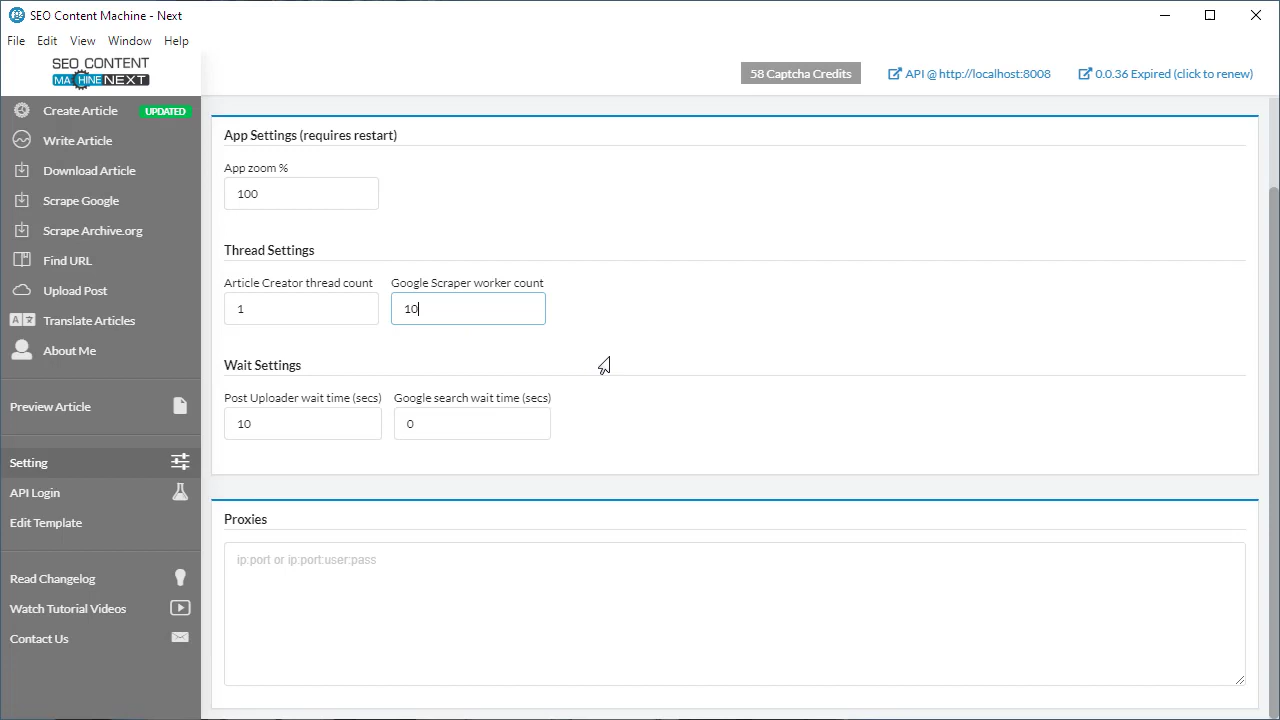 SEO Content Machine - Next
File Edit View Window Help
SEO CONTENT
MACHINE NEXT
58 Captcha Credits
API @ http://localhost:8008
0.0.36 Expired (click to renew)
Create Article UPDATED
Write Article
Download Article
Scrape Google
Scrape Archive.org
Find URL
Upload Post
A Translate Articles
About Me
Preview Article
Setting
API Login
Edit Template
Read Changelog
Watch Tutorial Videos
Contact Us
App Settings (requires restart)
App zoom %
100
Thread Settings
Article Creator thread count Google Scraper worker count
1 10
Wait Settings
Post Uploader wait time (secs) Google search wait time (secs)
10 0
Proxies
ip:port or ip:port:user:pass